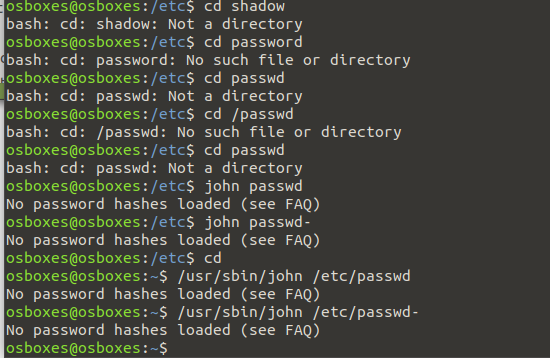 osboxes@osboxes:/etc$ cd shadow
bash: cd: shadow: Not a directory
osboxes@osboxes:/etc$ cd password
bash: cd: password: No such file or directory
osboxes@osboxes:/etc$ cd passwd
bash: cd: passwd: Not a directory
osboxes@osboxes:/etc$ cd /passwd
bash: cd: /passwd: No such file or directory
osboxes@osboxes:/etc$ cd passwd
bash: cd: passwd: Not a directory
osboxes@osboxes:/etc$ john passwd
No password hashes loaded (see FAQ)
osboxes@osboxes:/etc$ john passwd-
No password hashes loaded (see FAQ)
osboxes@osboxes:/etc$ cd
osboxes@osboxes:~$ /usr/sbin/john /etc/passwd
No password hashes loaded (see FAQ)
osboxes@osboxes:~$ /usr/sbin/john /etc/passwd-
No password hashes loaded (see FAQ)
osboxes@osboxes:~$